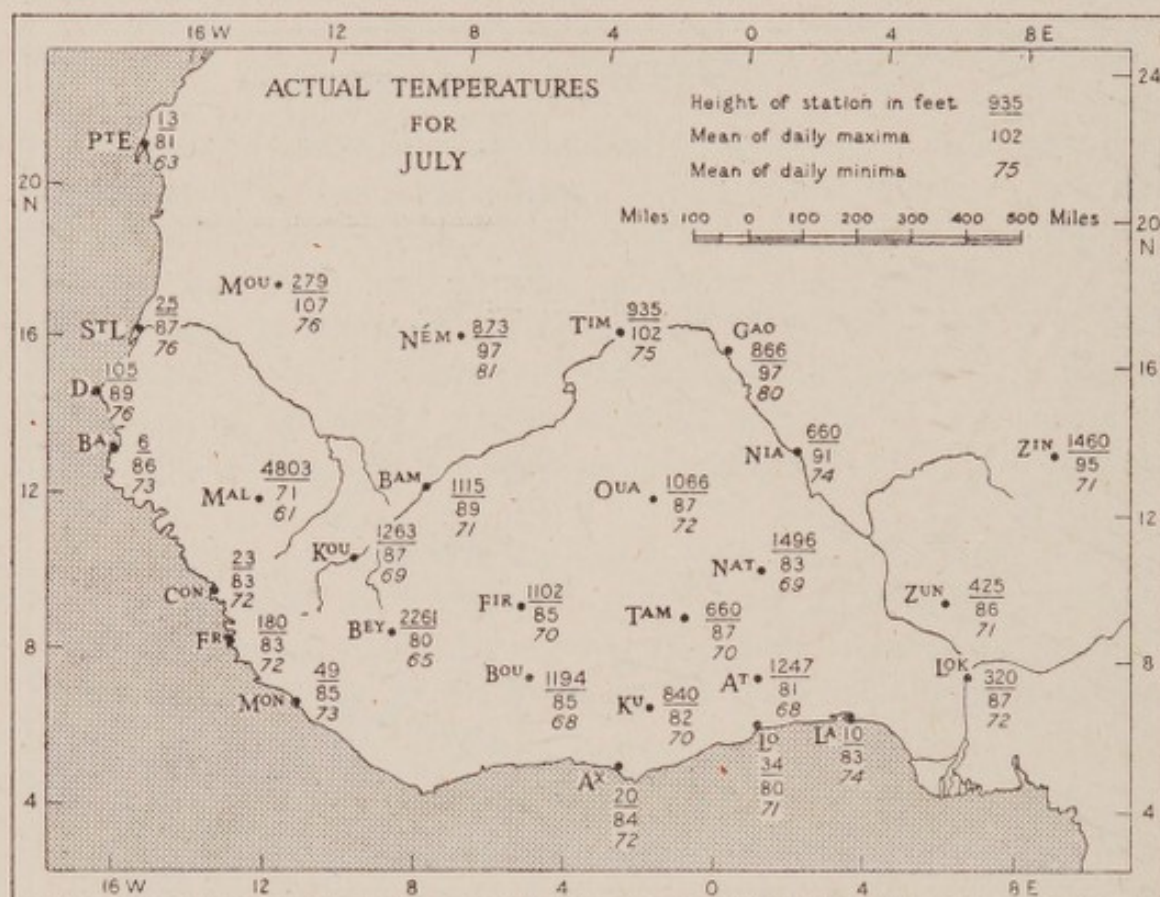 16 W 12 8 4 0 4 8 E
ACTUAL TEMPERATURES
FOR
JULY
Height of station in feet 935
Mean of daily maxima 102
Mean of daily minima 75
Miles 100 0 100 200 300 400 500 Miles
24
20
N
16
12
8
4
20
N
16
12
8
4
PTE 13
81
63
MOU 279
107
76
STL 25
87
76
NÉM 873
97
81
TIM 935
102
75
GAO
866
97
80
D 105
89
76
BA 6
86
73
MAL 4803
71
61
BAM 1115
89
71
OUA 1066
87
72
NIA 660
91
74
ZIN 1460
95
71
KOU 1263
87
69
NAT 1496
83
69
CON 23
83
72
FIR 1102
85
70
TAM 660
87
70
ZUN 425
86
71
FR 180
83
72
BEY 2261
80
65
MON 49
85
73
BOU 1194
85
68
KU 840
82
70
AT 1247
81
68
LOK 320
87
72
LO
34
80
71
LA 10
83
74
AX
20
84
72
16 W 12 8 4 0 4 8 E